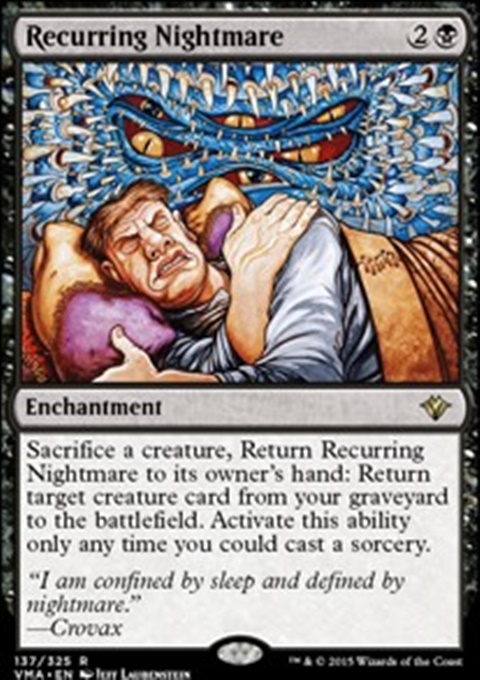 Recurring Nightmare 2
Enchantment
Sacrifice a creature, Return Recurring
Nightmare to its owner's hand: Return
target creature card from your graveyard
to the battlefield. Activate this ability
only any time you could cast a sorcery.
"I am confined by sleep and defined by
nightmare."
—Crovax
137/325 R
VMA • EN Jeff Laubenstein
™ & © 2015 Wizards of the Coast